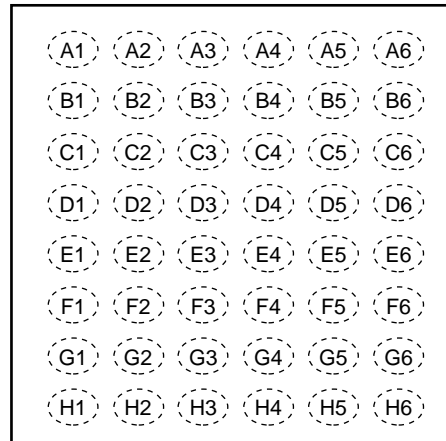 A1 A2 A3 A4 A5 A6
B1 B2 B3 B4 B5 B6
C1 C2 C3 C4 C5 C6
D1 D2 D3 D4 D5 D6
E1 E2 E3 E4 E5 E6
F1 F2 F3 F4 F5 F6
G1 G2 G3 G4 G5 G6
H1 H2 H3 H4 H5 H6